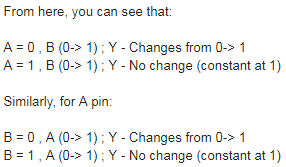 From here, you can see that:
A = 0 , B (0-> 1) ; Y - Changes from 0-> 1
A = 1 , B (0-> 1) ; Y - No change (constant at 1)
Similarly, for A pin:
B = 0 , A (0-> 1) ; Y - Changes from 0-> 1
B = 1 , A (0-> 1) ; Y - No change (constant at 1)